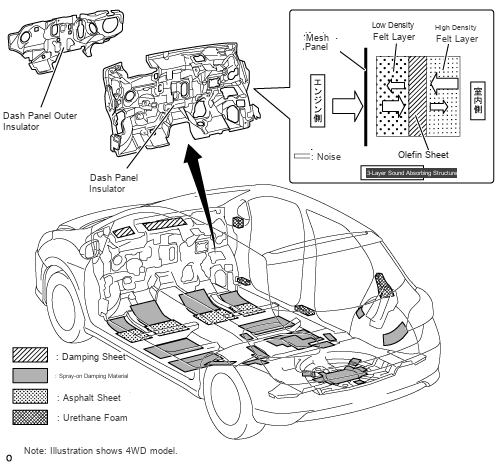 Dash Panel Outer
Insulator
Dash Panel
Insulator
Mesh
Panel
Low Density
Felt Layer
High Density
Felt Layer
エンジン側
室内側
: Noise
Olefin Sheet
3-Layer Sound Absorbing Structure
: Damping Sheet
: Spray-on Damping Material
: Asphalt Sheet
: Urethane Foam
Note: Illustration shows 4WD model.
o